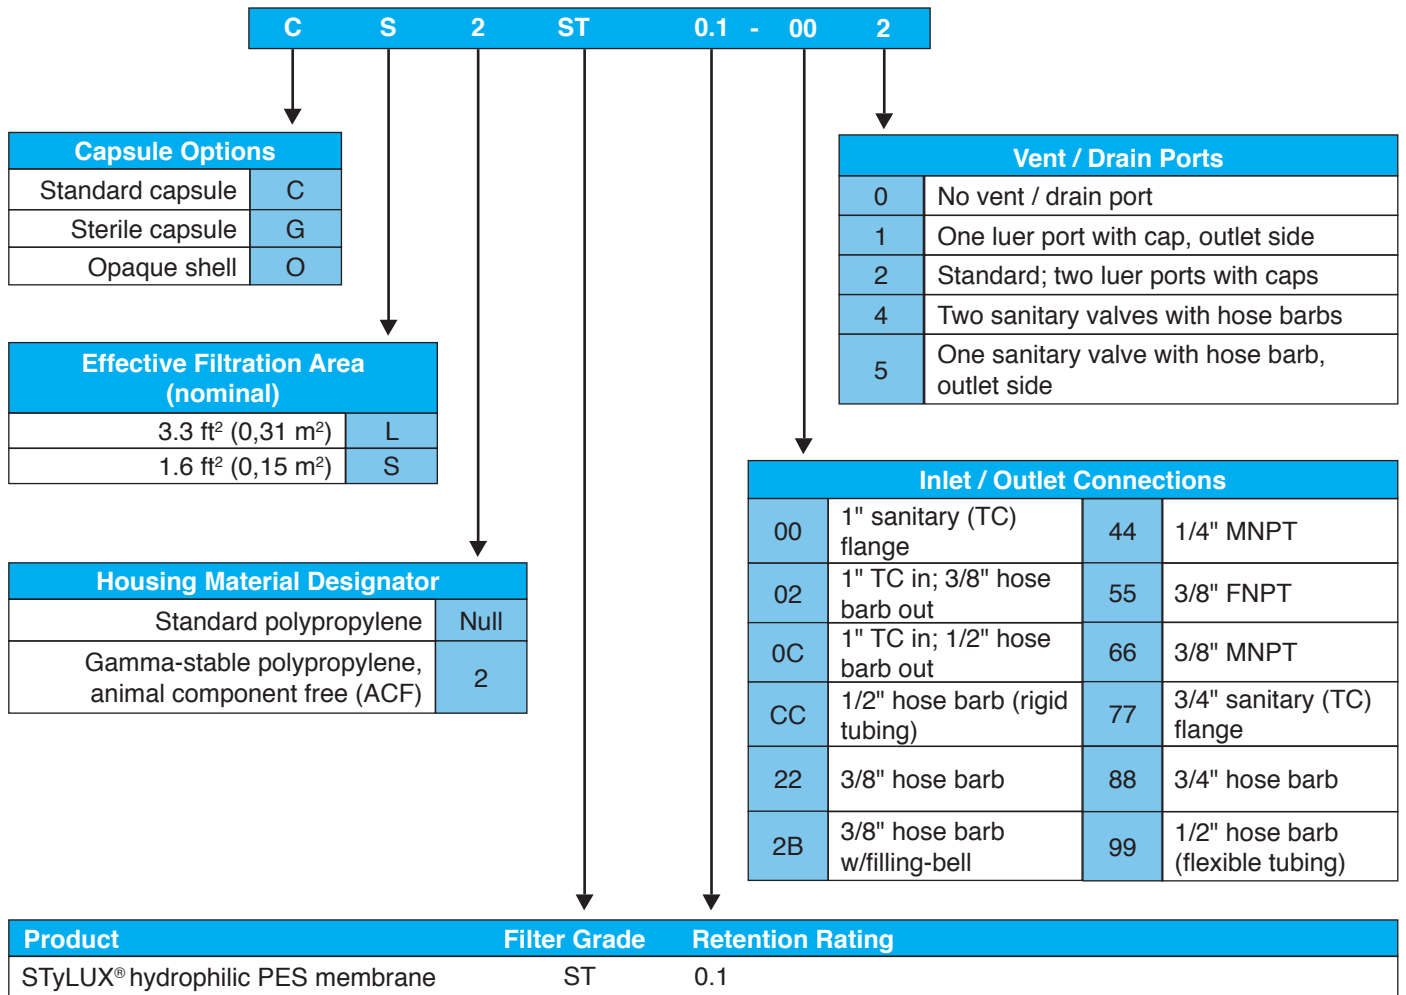 C S 2 ST 0.1 - 00 2
Capsule Options
Standard capsule C
Sterile capsule G
Opaque shell O
Effective Filtration Area
(nominal)
3.3 ft² (0,31 m²) L
1.6 ft² (0,15 m²) S
Housing Material Designator
Standard polypropylene Null
Gamma-stable polypropylene,
animal component free (ACF) 2
Vent / Drain Ports
0 No vent / drain port
1 One luer port with cap, outlet side
2 Standard; two luer ports with caps
4 Two sanitary valves with hose barbs
5 One sanitary valve with hose barb,
outlet side
Inlet / Outlet Connections
00 1" sanitary (TC)
flange
44 1/4" MNPT
02 1" TC in; 3/8" hose
barb out
55 3/8" FNPT
0C 1" TC in; 1/2" hose
barb out
66 3/8" MNPT
CC 1/2" hose barb (rigid
tubing)
77 3/4" sanitary (TC)
flange
22 3/8" hose barb
88 3/4" hose barb
2B 3/8" hose barb
w/filling-bell
99 1/2" hose barb
(flexible tubing)
Product Filter Grade Retention Rating
STyLUX® hydrophilic PES membrane ST 0.1